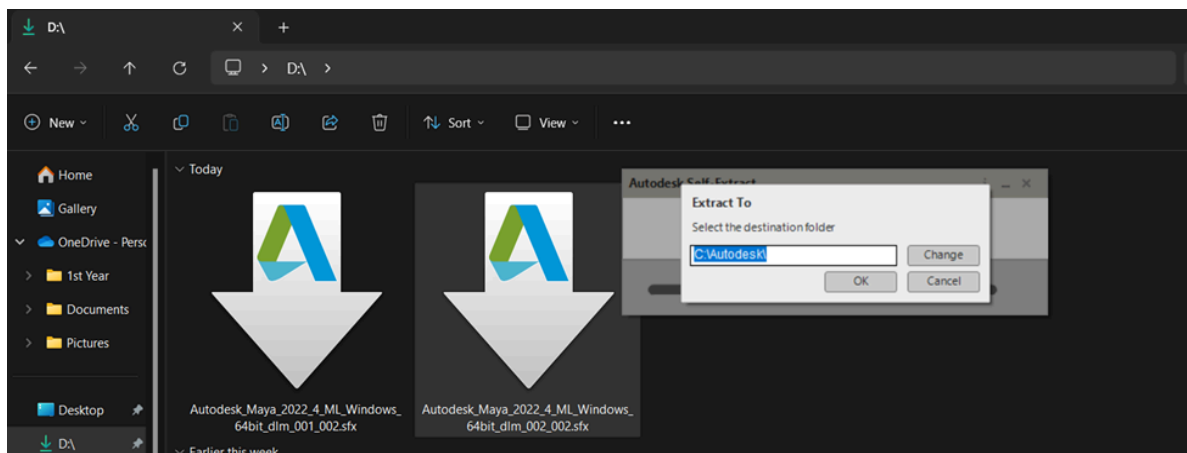 D:\
D:\
New
Sort
View
Home
Gallery
OneDrive - Persc
1st Year
Documents
Pictures
Desktop
D:\
Today
Autodesk_Maya_2022_4_ML_Windows_
64bit_dlm_001_002.sfx
Autodesk_Maya_2022_4_ML_Windows_
64bit_dlm_002_002.sfx
Earlier this week
Autodesk Self-Extract
Extract To
Select the destination folder
C:\Autodesk\
Change
OK
Cancel